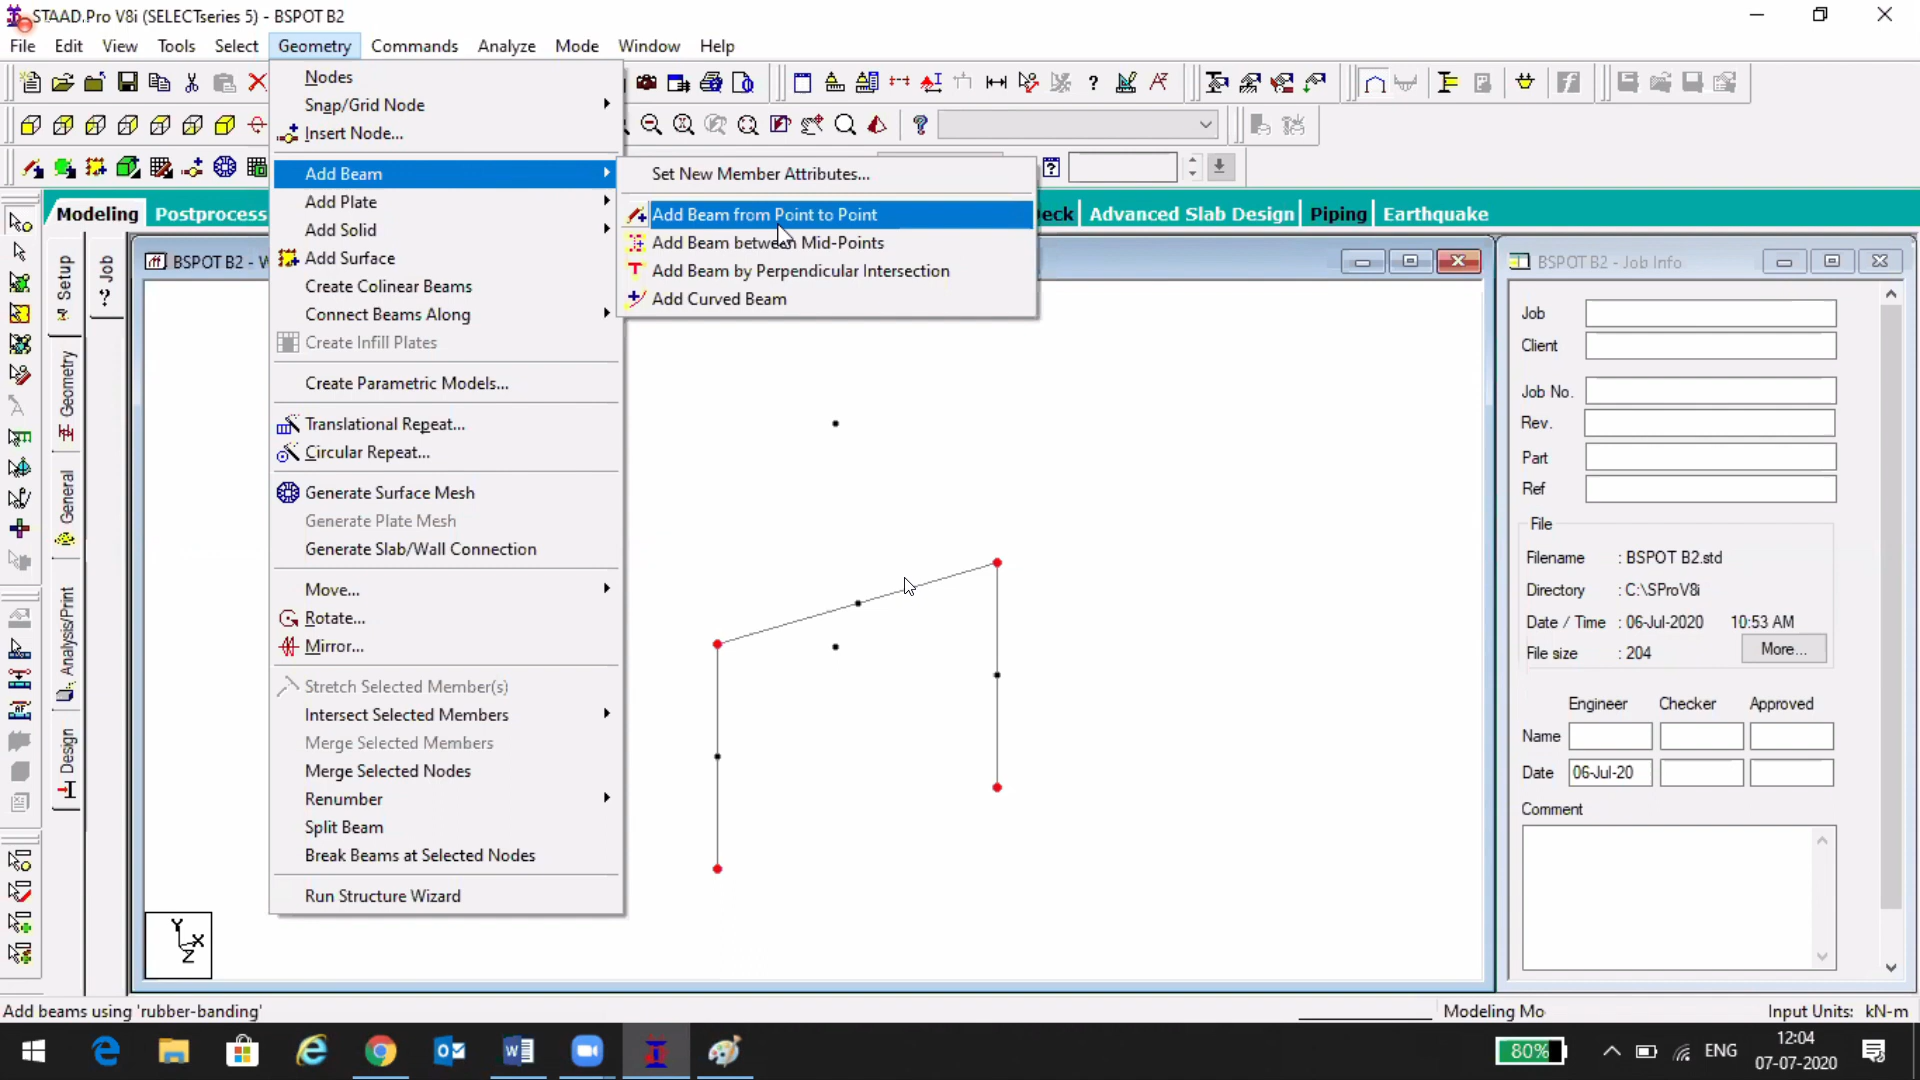 STAAD.Pro V8i (SELECTseries 5) - BSPOT B2
File Edit View Tools Select Geometry Commands Analyze Mode Window Help
Nodes
Snap/Grid Node
Insert Node...
Add Beam
Add Plate
Add Solid
Add Surface
Create Colinear Beams
Connect Beams Along
Create Infill Plates
Create Parametric Models...
Translational Repeat...
Circular Repeat...
Generate Surface Mesh
Generate Plate Mesh
Generate Slab/Wall Connection
Move...
Rotate...
Mirror...
Stretch Selected Member(s)
Intersect Selected Members
Merge Selected Members
Merge Selected Nodes
Renumber
Split Beam
Break Beams at Selected Nodes
Run Structure Wizard
Set New Member Attributes...
Add Beam from Point to Point
Add Beam between Mid-Points
Add Beam by Perpendicular Intersection
Add Curved Beam
Modeling Postprocess eck Advanced Slab Design Piping Earthquake
Setup
Geometry
General
Analysis/Print
Design
Job
BSPOT B2 - W
Y
X
Z
BSPOT B2 - Job Info
Job
Client
Job No.
Rev.
Part
Ref
File
Filename : BSPOT B2.std
Directory : C:\SProV8i
Date / Time : 06-Jul-2020 10:53 AM
File size : 204
More...
Engineer Checker Approved
Name
Date 06-Jul-20
Comment
Add beams using 'rubber-banding'
Modeling Mo
Input Units: kN-m
80%
ENG
12:04
07-07-2020